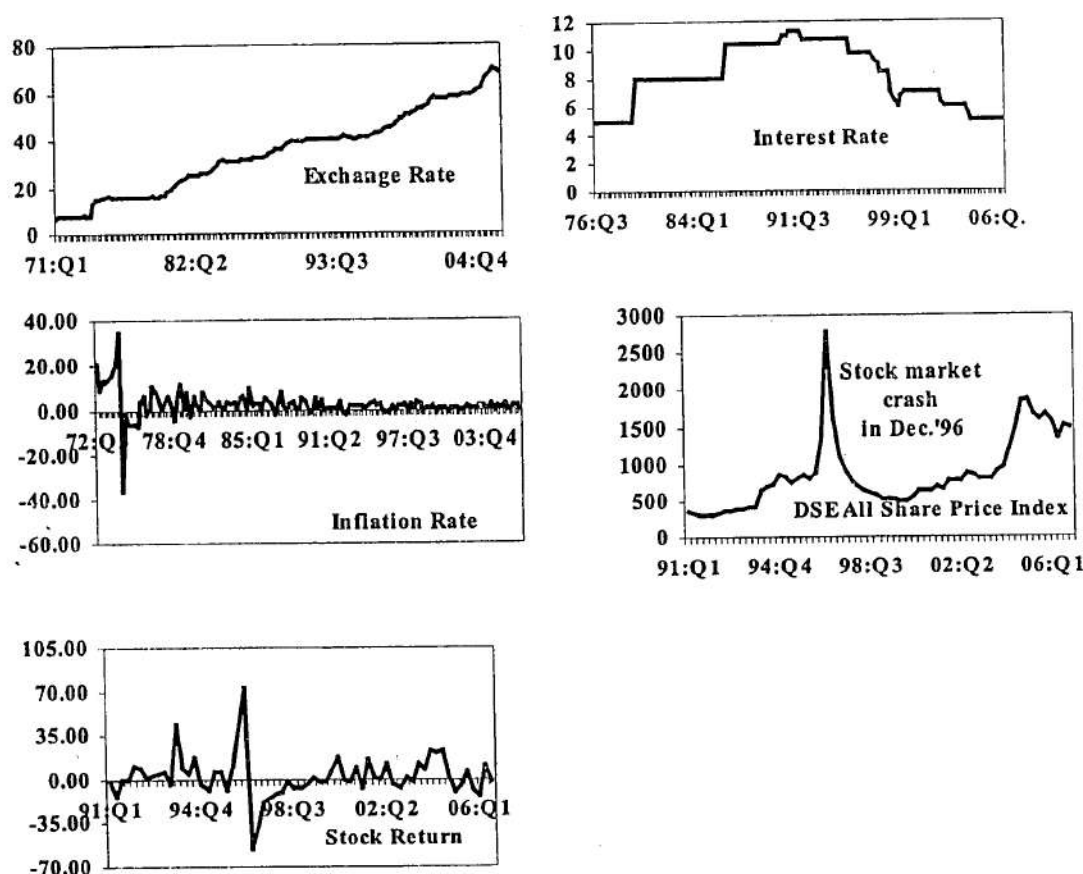 80
60
40
20
0
Exchange Rate
71:Q1 82:Q2 93:Q3 04:Q4
12
10
8
6
4
2
0
Interest Rate
76:Q3 84:Q1 91:Q3 99:Q1 06:Q.
40.00
20.00
0.00
-20.00
-40.00
-60.00
72:Q 78:Q4 85:Q1 91:Q2 97:Q3 03:Q4
Inflation Rate
3000
2500
2000
1500
1000
500
0
Stock market
crash
in Dec.'96
DSE All Share Price Index
91:Q1 94:Q4 98:Q3 02:Q2 06:Q1
105.00
70.00
35.00
0.00
-35.00
-70.00
91:Q1 94:Q4 98:Q3 02:Q2 06:Q1
Stock Return